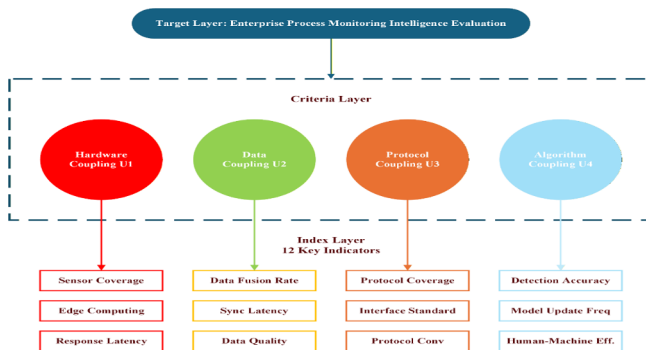 Target Layer: Enterprise Process Monitoring Intelligence Evaluation
Criteria Layer
Hardware
Coupling U1
Data
Coupling U2
Protocol
Coupling U3
Algorithm
Coupling U4
Index Layer
12 Key Indicators
Sensor Coverage
Data Fusion Rate
Protocol Coverage
Detection Accuracy
Edge Computing
Sync Latency
Interface Standard
Model Update Freq
Response Latency
Data Quality
Protocol Conv
Human-Machine Eff.